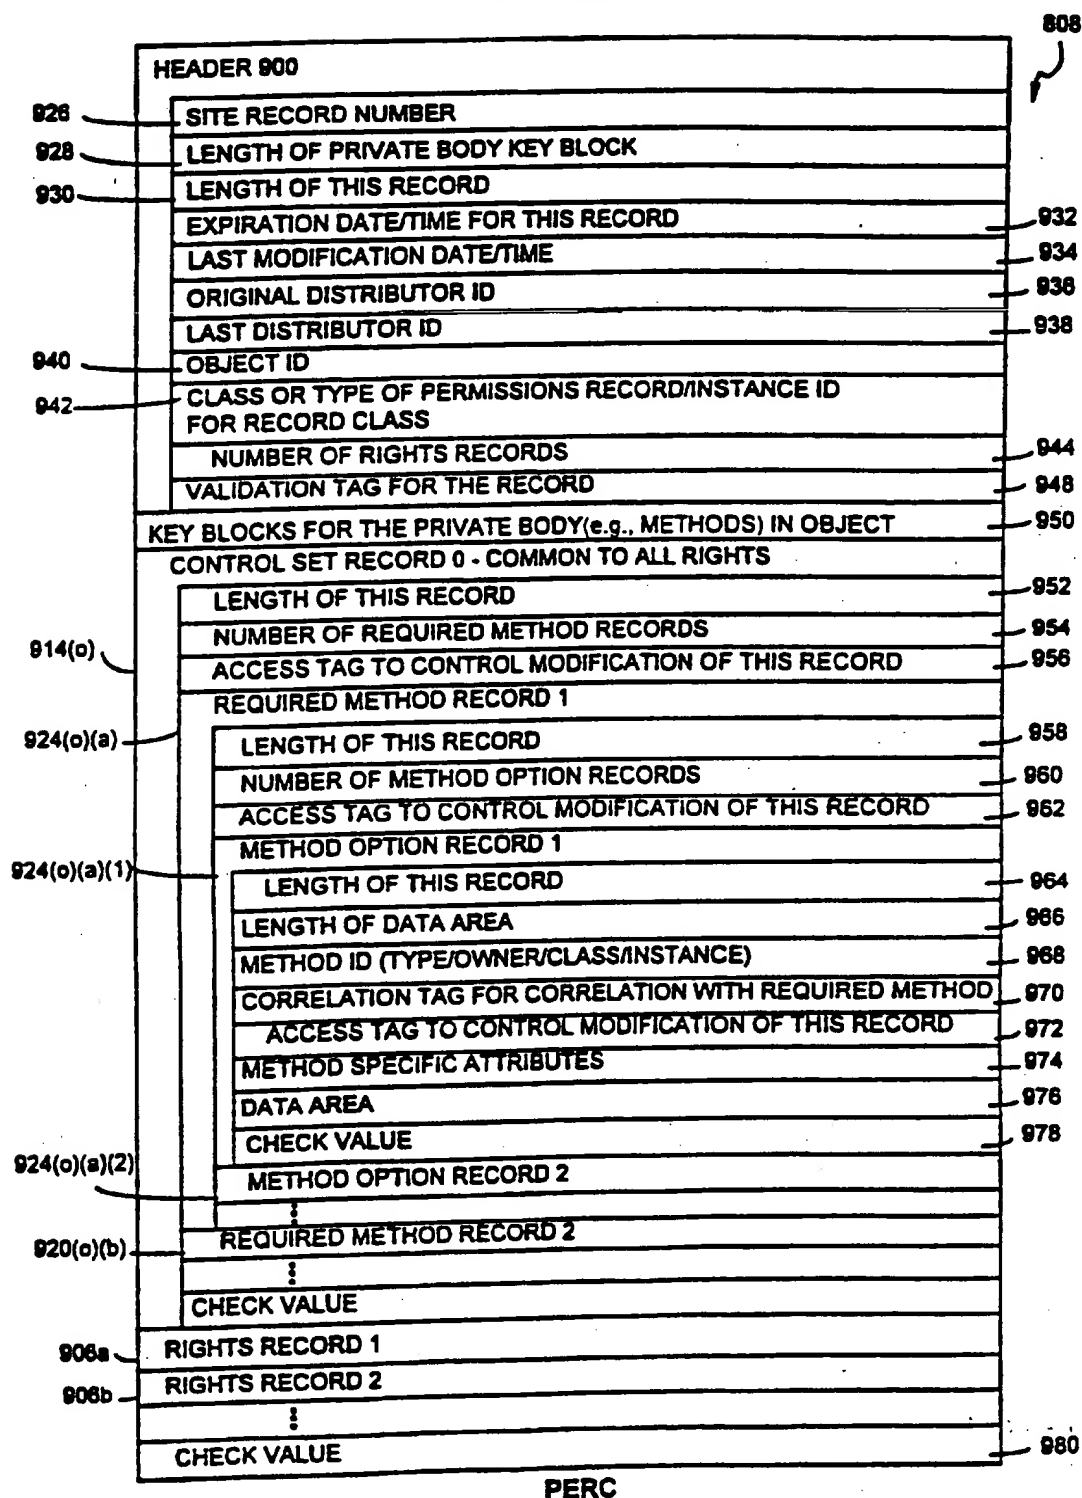 808
HEADER 900
926 SITE RECORD NUMBER
928 LENGTH OF PRIVATE BODY KEY BLOCK
930 LENGTH OF THIS RECORD
EXPIRATION DATE/TIME FOR THIS RECORD 932
LAST MODIFICATION DATE/TIME 934
ORIGINAL DISTRIBUTOR ID 936
LAST DISTRIBUTOR ID 938
940 OBJECT ID
942 CLASS OR TYPE OF PERMISSIONS RECORD/INSTANCE ID
FOR RECORD CLASS
NUMBER OF RIGHTS RECORDS 944
VALIDATION TAG FOR THE RECORD 948
KEY BLOCKS FOR THE PRIVATE BODY(e.g., METHODS) IN OBJECT 950
CONTROL SET RECORD 0 - COMMON TO ALL RIGHTS
LENGTH OF THIS RECORD 952
NUMBER OF REQUIRED METHOD RECORDS 954
914(o) ACCESS TAG TO CONTROL MODIFICATION OF THIS RECORD 956
REQUIRED METHOD RECORD 1
924(o)(a) LENGTH OF THIS RECORD 958
NUMBER OF METHOD OPTION RECORDS 960
ACCESS TAG TO CONTROL MODIFICATION OF THIS RECORD 962
METHOD OPTION RECORD 1
924(o)(a)(1) LENGTH OF THIS RECORD 964
LENGTH OF DATA AREA 966
METHOD ID (TYPE/OWNER/CLASS/INSTANCE) 968
CORRELATION TAG FOR CORRELATION WITH REQUIRED METHOD 970
ACCESS TAG TO CONTROL MODIFICATION OF THIS RECORD 972
METHOD SPECIFIC ATTRIBUTES 974
DATA AREA 976
CHECK VALUE 978
924(o)(a)(2) METHOD OPTION RECORD 2
REQUIRED METHOD RECORD 2
920(o)(b)
CHECK VALUE
906a RIGHTS RECORD 1
906b RIGHTS RECORD 2
CHECK VALUE 980
PERC